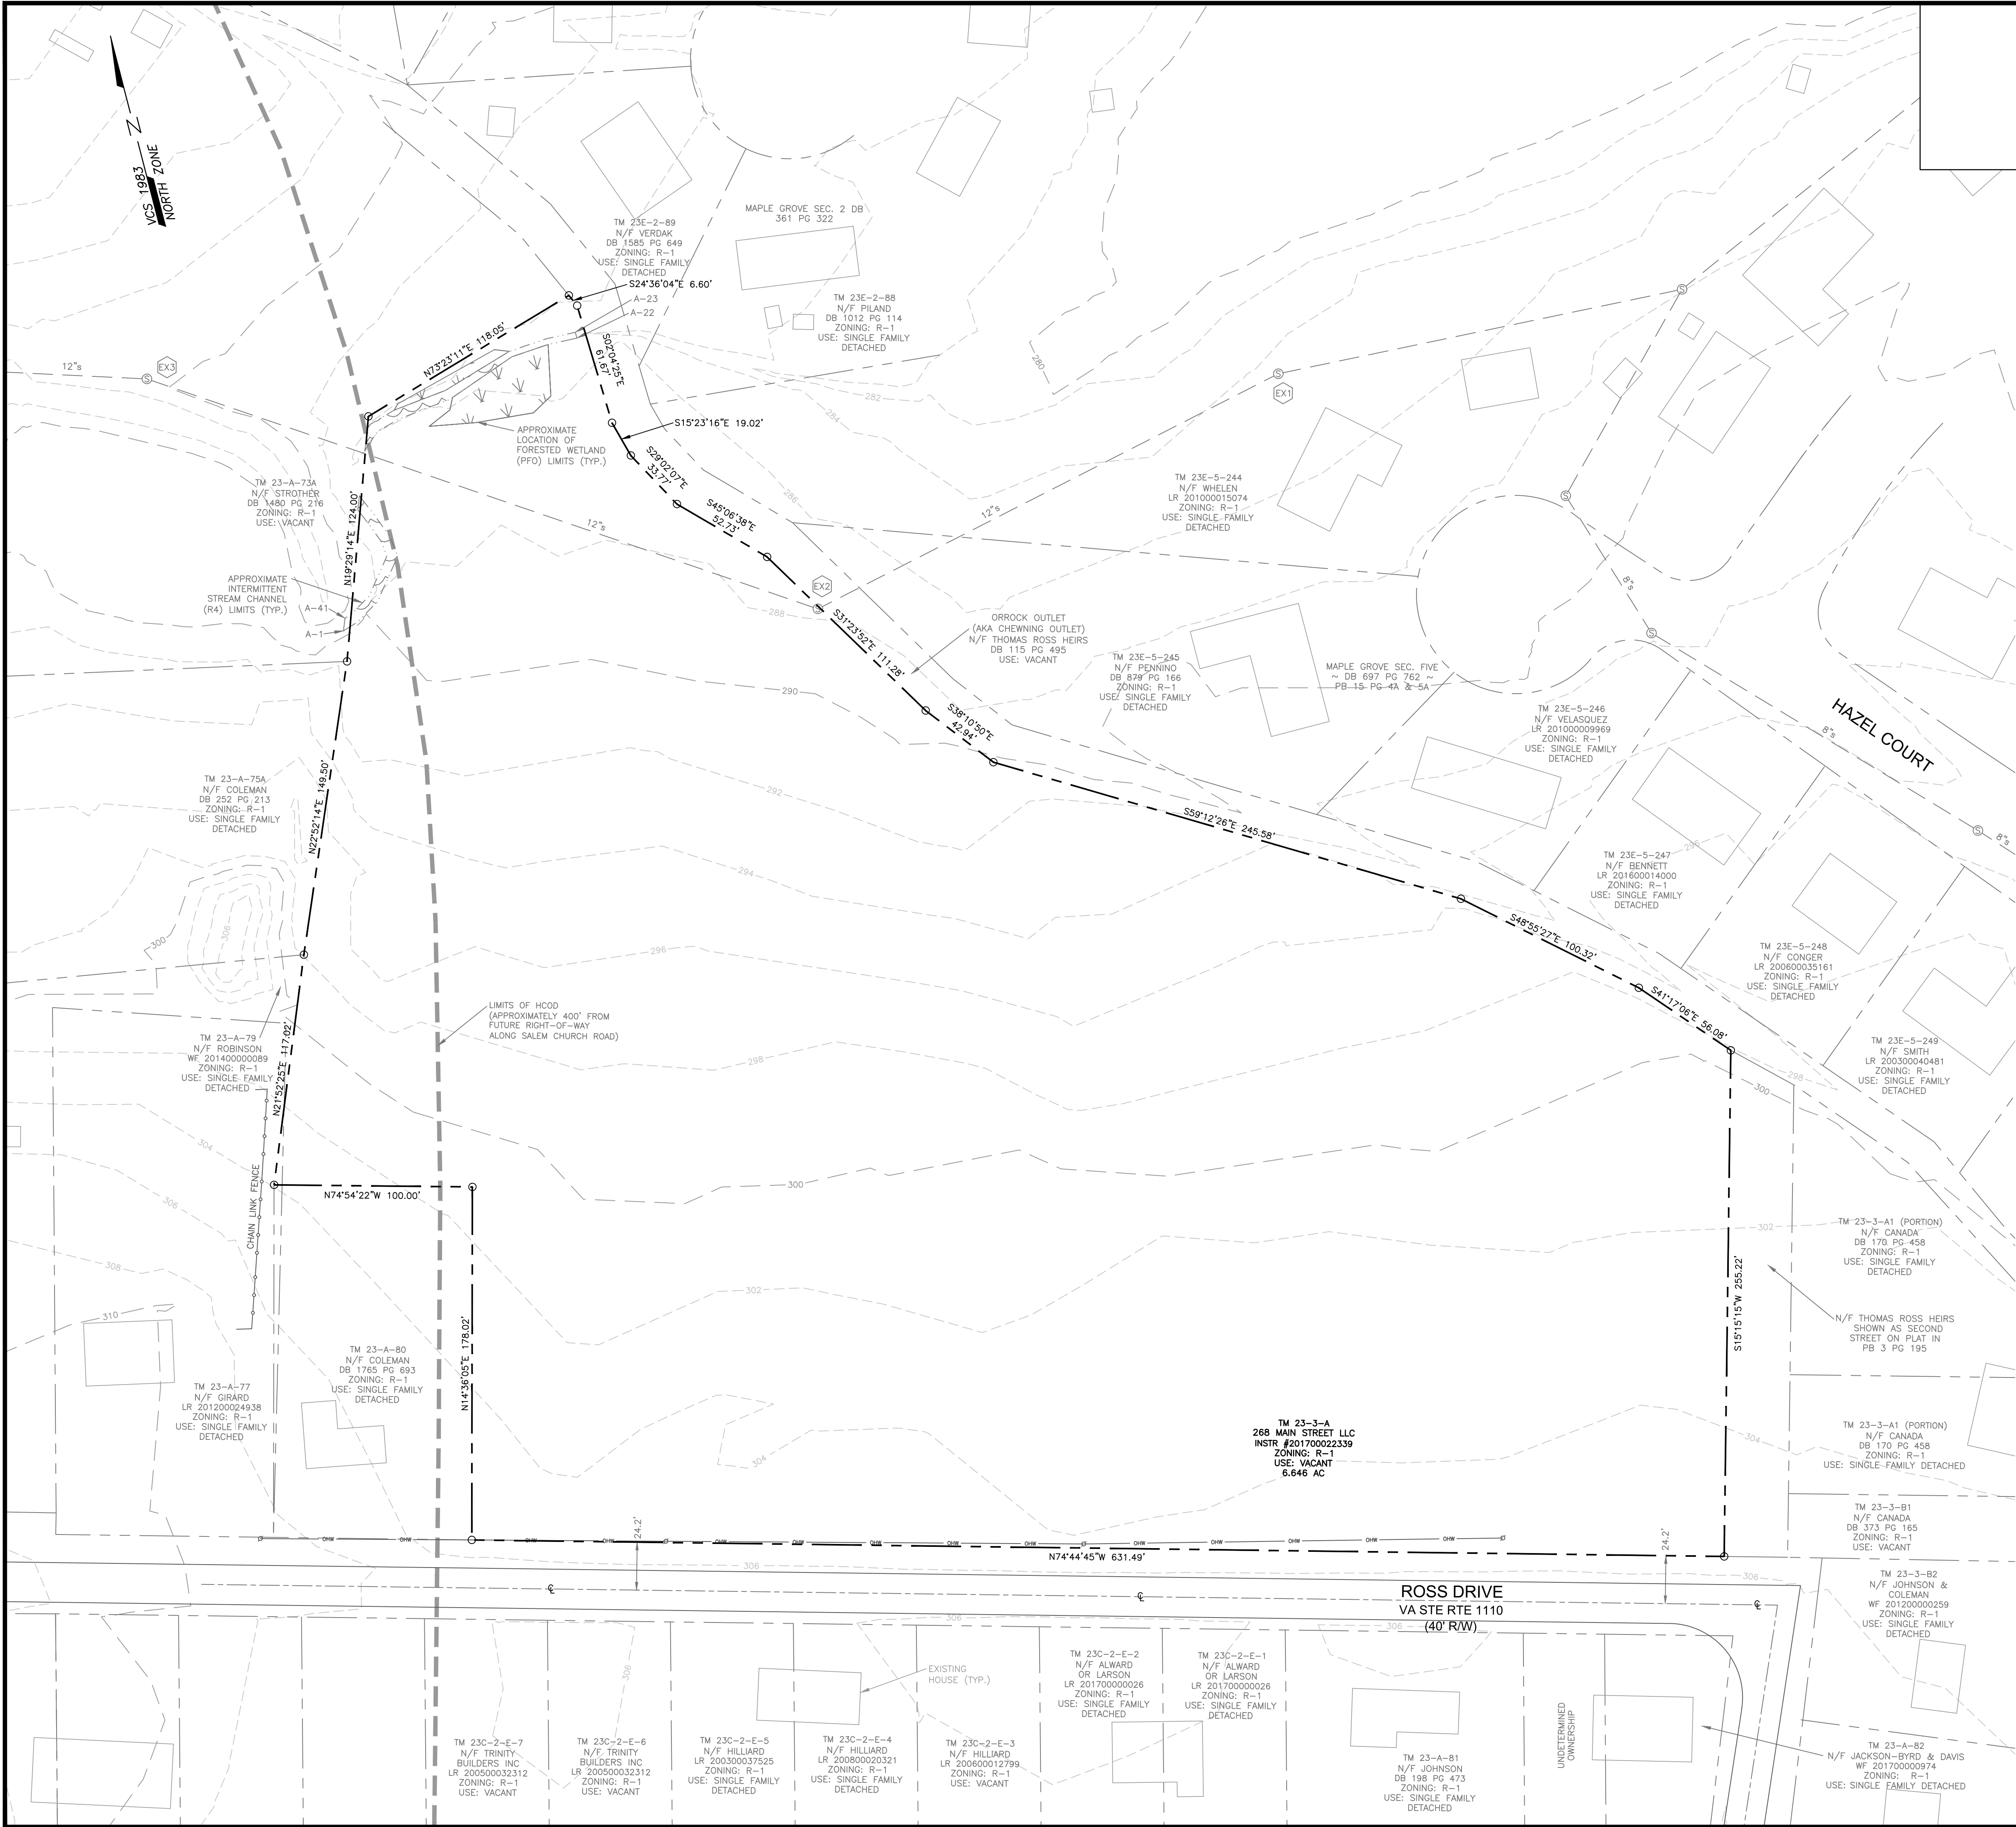 VCS 1983
NORTH ZONE
TM 23E-2-89
N/F VERDAK
DB 1585 PG 649
ZONING: R-1
USE: SINGLE FAMILY
DETACHED
MAPLE GROVE SEC. 2 DB
361 PG 322
S24°36'04"E 6.60'
A-23
A-22
TM 23E-2-88
N/F PILAND
DB 1012 PG 114
ZONING: R-1
USE: SINGLE FAMILY
DETACHED
280
282
284
286
12"s
EX3
EX1
N73°23'11"E 118.05'
S02°04'25"E
61.67'
S15°23'16"E 19.02'
S29°02'07"E
33.77'
S45°06'38"E
52.73'
APPROXIMATE
LOCATION OF
FORESTED WETLAND
(PFO) LIMITS (TYP.)
12"s
12"s
TM 23-A-73A
N/F STROTHER
DB 1480 PG 216
ZONING: R-1
USE: VACANT
N19°29'14"E 124.00'
TM 23E-5-244
N/F WHELEN
LR 201000015074
ZONING: R-1
USE: SINGLE FAMILY
DETACHED
APPROXIMATE
INTERMITTENT
STREAM CHANNEL
(R4) LIMITS (TYP.)
A-41
A-1
EX2
288
S31°23'52"E 111.28'
ORROCK OUTLET
(AKA CHEWNING OUTLET)
N/F THOMAS ROSS HEIRS
DB 115 PG 495
USE: VACANT
8"s
TM 23E-5-245
N/F PENNINO
DB 879 PG 166
ZONING: R-1
USE: SINGLE FAMILY
DETACHED
MAPLE GROVE SEC. FIVE
~ DB 697 PG 762 ~
PB 15 PG 4A & 5A
290
S38°10'50"E
42.94'
TM 23E-5-246
N/F VELASQUEZ
LR 201000009969
ZONING: R-1
USE: SINGLE FAMILY
DETACHED
HAZEL COURT
8"s
8"s
TM 23-A-75A
N/F COLEMAN
DB 252 PG 213
ZONING: R-1
USE: SINGLE FAMILY
DETACHED
N22°52'14"E 149.50'
292
S59°12'26"E 245.58'
294
296
TM 23E-5-247
N/F BENNETT
LR 201600014000
ZONING: R-1
USE: SINGLE FAMILY
DETACHED
S48°55'27"E 100.32'
300
306
296
TM 23E-5-248
N/F CONGER
LR 200600035161
ZONING: R-1
USE: SINGLE FAMILY
DETACHED
S41°17'06"E 56.08'
LIMITS OF HCOD
(APPROXIMATELY 400' FROM
FUTURE RIGHT-OF-WAY
ALONG SALEM CHURCH ROAD)
TM 23-A-79
N/F ROBINSON
WF 201400000089
ZONING: R-1
USE: SINGLE FAMILY
DETACHED
N21°52'25"E 117.02'
298
298
300
TM 23E-5-249
N/F SMITH
LR 200300040481
ZONING: R-1
USE: SINGLE FAMILY
DETACHED
304
306
308
310
CHAIN LINK FENCE
N74°54'22"W 100.00'
300
302
302
TM 23-3-A1 (PORTION)
N/F CANADA
DB 170 PG 458
ZONING: R-1
USE: SINGLE FAMILY
DETACHED
S15°15'15"W 255.22'
N/F THOMAS ROSS HEIRS
SHOWN AS SECOND
STREET ON PLAT IN
PB 3 PG 195
N14°36'05"E 178.02'
TM 23-A-80
N/F COLEMAN
DB 1765 PG 693
ZONING: R-1
USE: SINGLE FAMILY
DETACHED
TM 23-A-77
N/F GIRARD
LR 201200024938
ZONING: R-1
USE: SINGLE FAMILY
DETACHED
TM 23-3-A
268 MAIN STREET LLC
INSTR #201700022339
ZONING: R-1
USE: VACANT
6.646 AC
304
304
TM 23-3-A1 (PORTION)
N/F CANADA
DB 170 PG 458
ZONING: R-1
USE: SINGLE FAMILY DETACHED
TM 23-3-B1
N/F CANADA
DB 373 PG 165
ZONING: R-1
USE: VACANT
OHW OHW OHW OHW OHW OHW OHW OHW OHW OHW OHW OHW
24.2'
24.2'
N74°44'45"W 631.49'
306
306
ROSS DRIVE
VA STE RTE 1110
(40' R/W)
306
306
306
TM 23-3-B2
N/F JOHNSON &
COLEMAN
WF 201200000259
ZONING: R-1
USE: SINGLE FAMILY
DETACHED
EXISTING
HOUSE (TYP.)
TM 23C-2-E-2
N/F ALWARD
OR LARSON
LR 201700000026
ZONING: R-1
USE: SINGLE FAMILY
DETACHED
TM 23C-2-E-1
N/F ALWARD
OR LARSON
LR 201700000026
ZONING: R-1
USE: SINGLE FAMILY
DETACHED
UNDETERMINED
OWNERSHIP
TM 23C-2-E-7
N/F TRINITY
BUILDERS INC
LR 200500032312
ZONING: R-1
USE: VACANT
TM 23C-2-E-6
N/F TRINITY
BUILDERS INC
LR 200500032312
ZONING: R-1
USE: VACANT
TM 23C-2-E-5
N/F HILLIARD
LR 200300037525
ZONING: R-1
USE: SINGLE FAMILY
DETACHED
TM 23C-2-E-4
N/F HILLIARD
LR 200800020321
ZONING: R-1
USE: SINGLE FAMILY
DETACHED
TM 23C-2-E-3
N/F HILLIARD
LR 200600012799
ZONING: R-1
USE: VACANT
TM 23-A-81
N/F JOHNSON
DB 198 PG 473
ZONING: R-1
USE: SINGLE FAMILY
DETACHED
TM 23-A-82
N/F JACKSON-BYRD & DAVIS
WF 201700000974
ZONING: R-1
USE: SINGLE FAMILY DETACHED